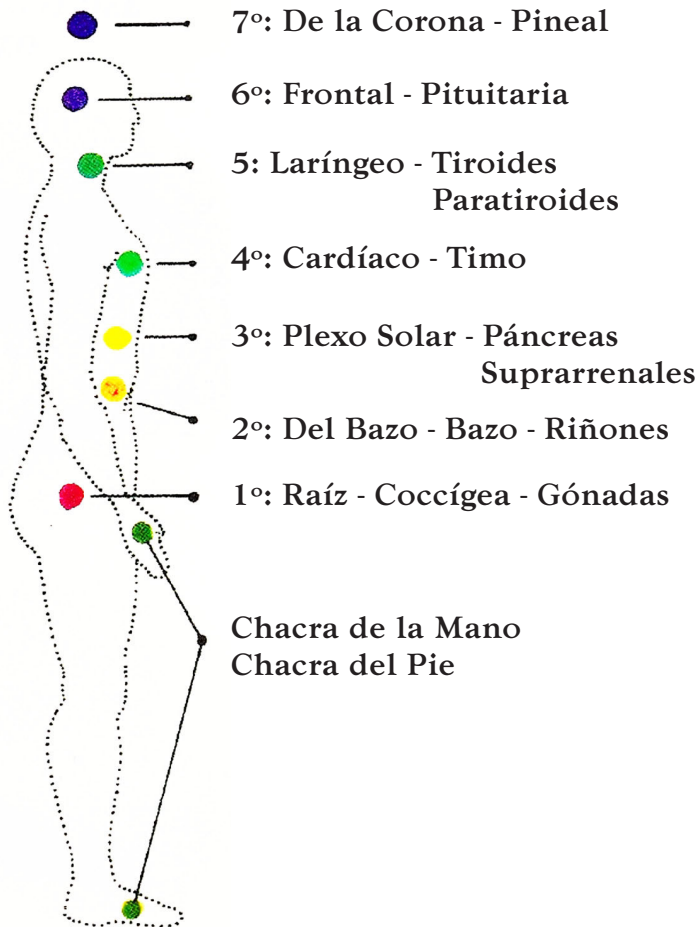 7º: De la Corona - Pineal
6º: Frontal - Pituitaria
5: Laríngeo - Tiroides
Paratiroides
4º: Cardíaco - Timo
3º: Plexo Solar - Páncreas
Suprarrenales
2º: Del Bazo - Bazo - Riñones
1º: Raíz - Coccígea - Gónadas
Chacra de la Mano
Chacra del Pie